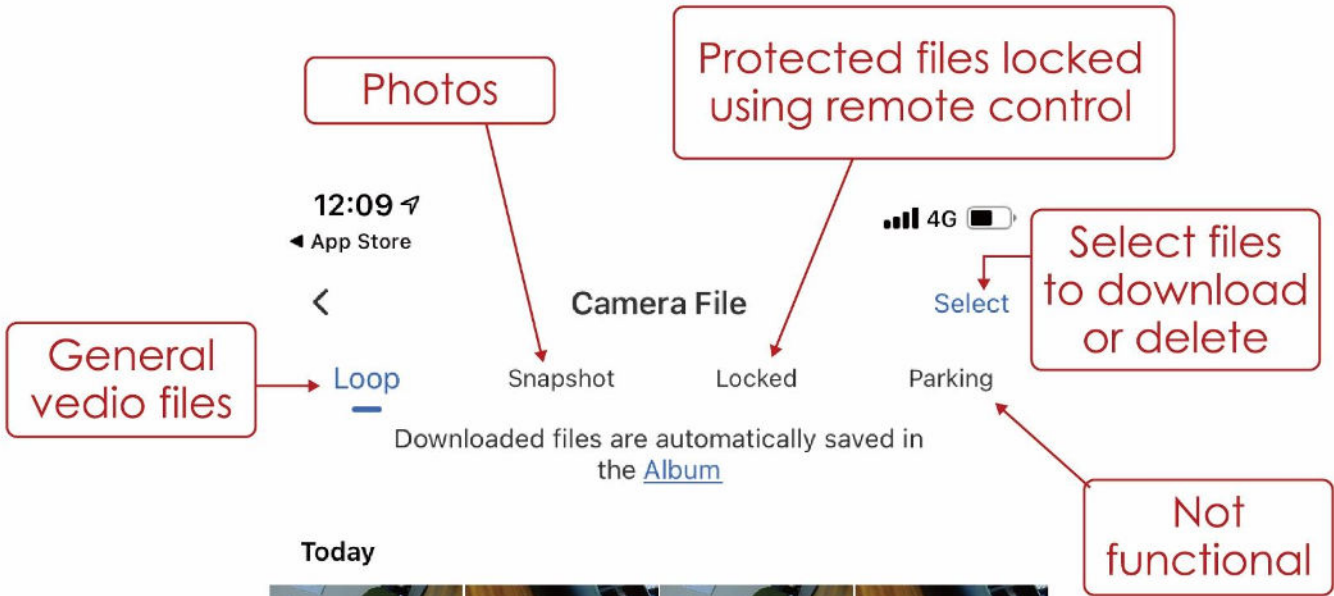 Photos
Protected files locked
using remote control
12:09
◀ App Store
4G
Select files
to download
or delete
Camera File
Select
General
vedio files
Loop
Snapshot
Locked
Parking
Downloaded files are automatically saved in
the Album
Not
functional
Today